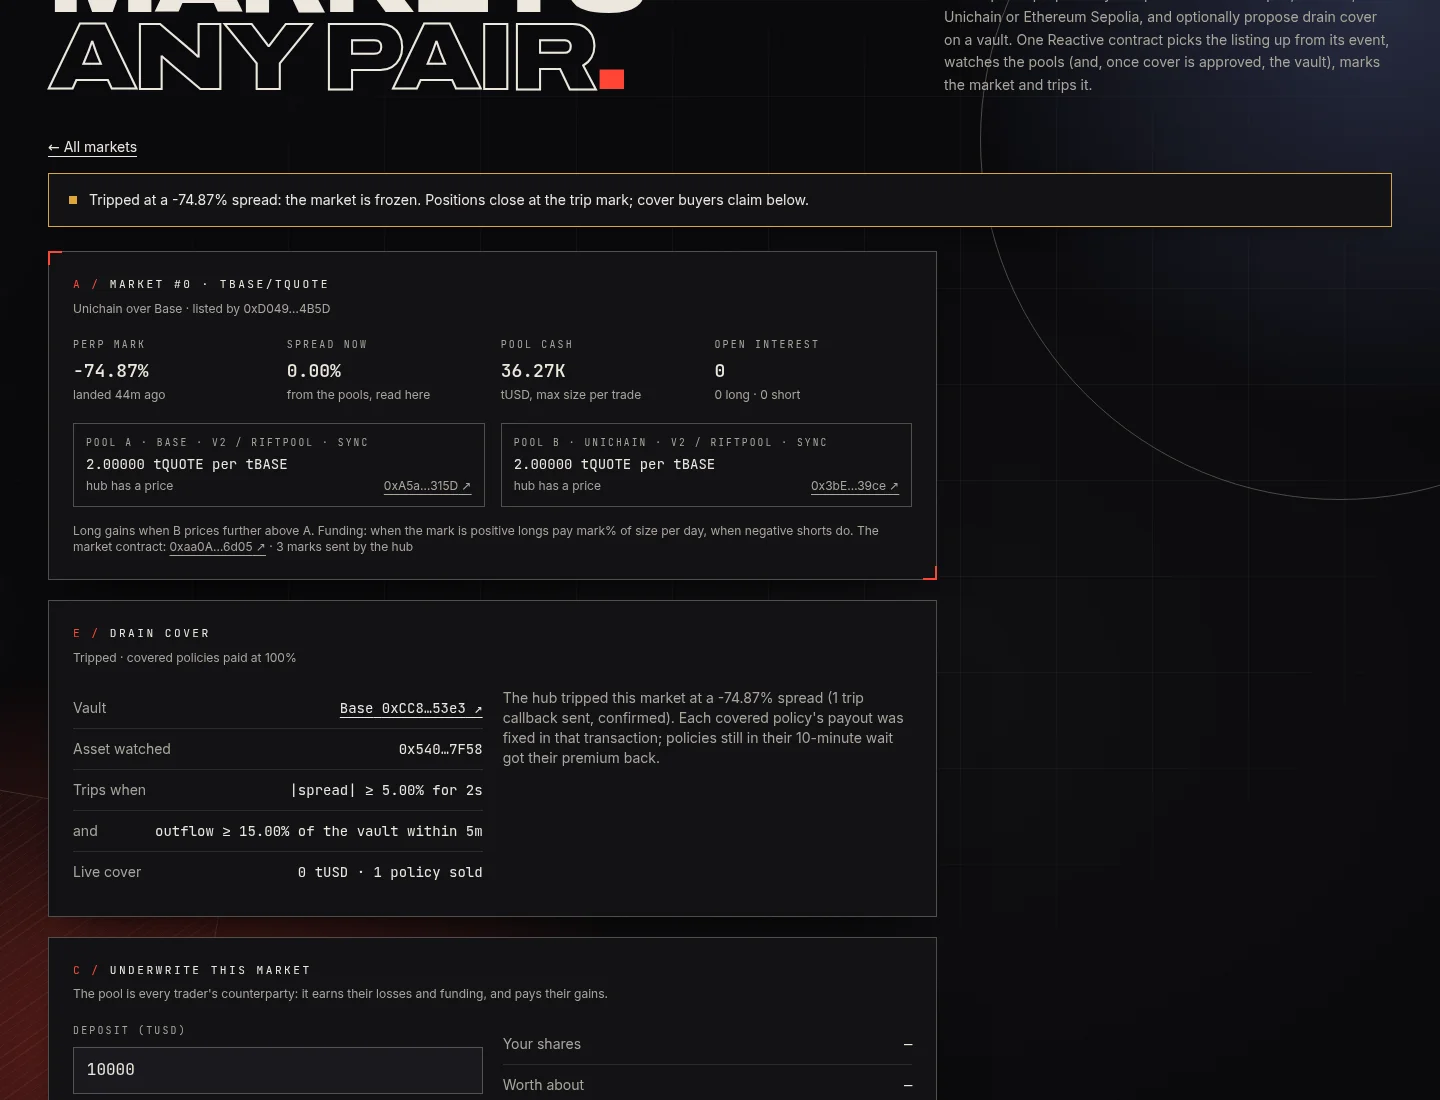 MARKETS
ANY PAIR.
Unichain or Ethereum Sepolia, and optionally propose drain cover
on a vault. One Reactive contract picks the listing up from its event,
watches the pools (and, once cover is approved, the vault), marks
the market and trips it.
← All markets
Tripped at a -74.87% spread: the market is frozen. Positions close at the trip mark; cover buyers claim below.
A / MARKET #0 · TBASE/TQUOTE
Unichain over Base · listed by 0xD049…4B5D
PERP MARK
-74.87%
landed 44m ago
SPREAD NOW
0.00%
from the pools, read here
POOL CASH
36.27K
tUSD, max size per trade
OPEN INTEREST
0
0 long · 0 short
POOL A · BASE · V2 / RIFTPOOL · SYNC
2.00000 tQUOTE per tBASE
hub has a price 0xA5a…315D ↗
POOL B · UNICHAIN · V2 / RIFTPOOL · SYNC
2.00000 tQUOTE per tBASE
hub has a price 0x3bE…39ce ↗
Long gains when B prices further above A. Funding: when the mark is positive longs pay mark% of size per day, when negative shorts do. The
market contract: 0xaa0A…6d05 ↗ · 3 marks sent by the hub
E / DRAIN COVER
Tripped · covered policies paid at 100%
Vault Base 0xCC8…53e3 ↗
Asset watched 0x540…7F58
Trips when |spread| ≥ 5.00% for 2s
and outflow ≥ 15.00% of the vault within 5m
Live cover 0 tUSD · 1 policy sold
The hub tripped this market at a -74.87% spread (1 trip
callback sent, confirmed). Each covered policy's payout was
fixed in that transaction; policies still in their 10-minute wait
got their premium back.
C / UNDERWRITE THIS MARKET
The pool is every trader's counterparty: it earns their losses and funding, and pays their gains.
DEPOSIT (TUSD)
10000
Your shares –
Worth about –